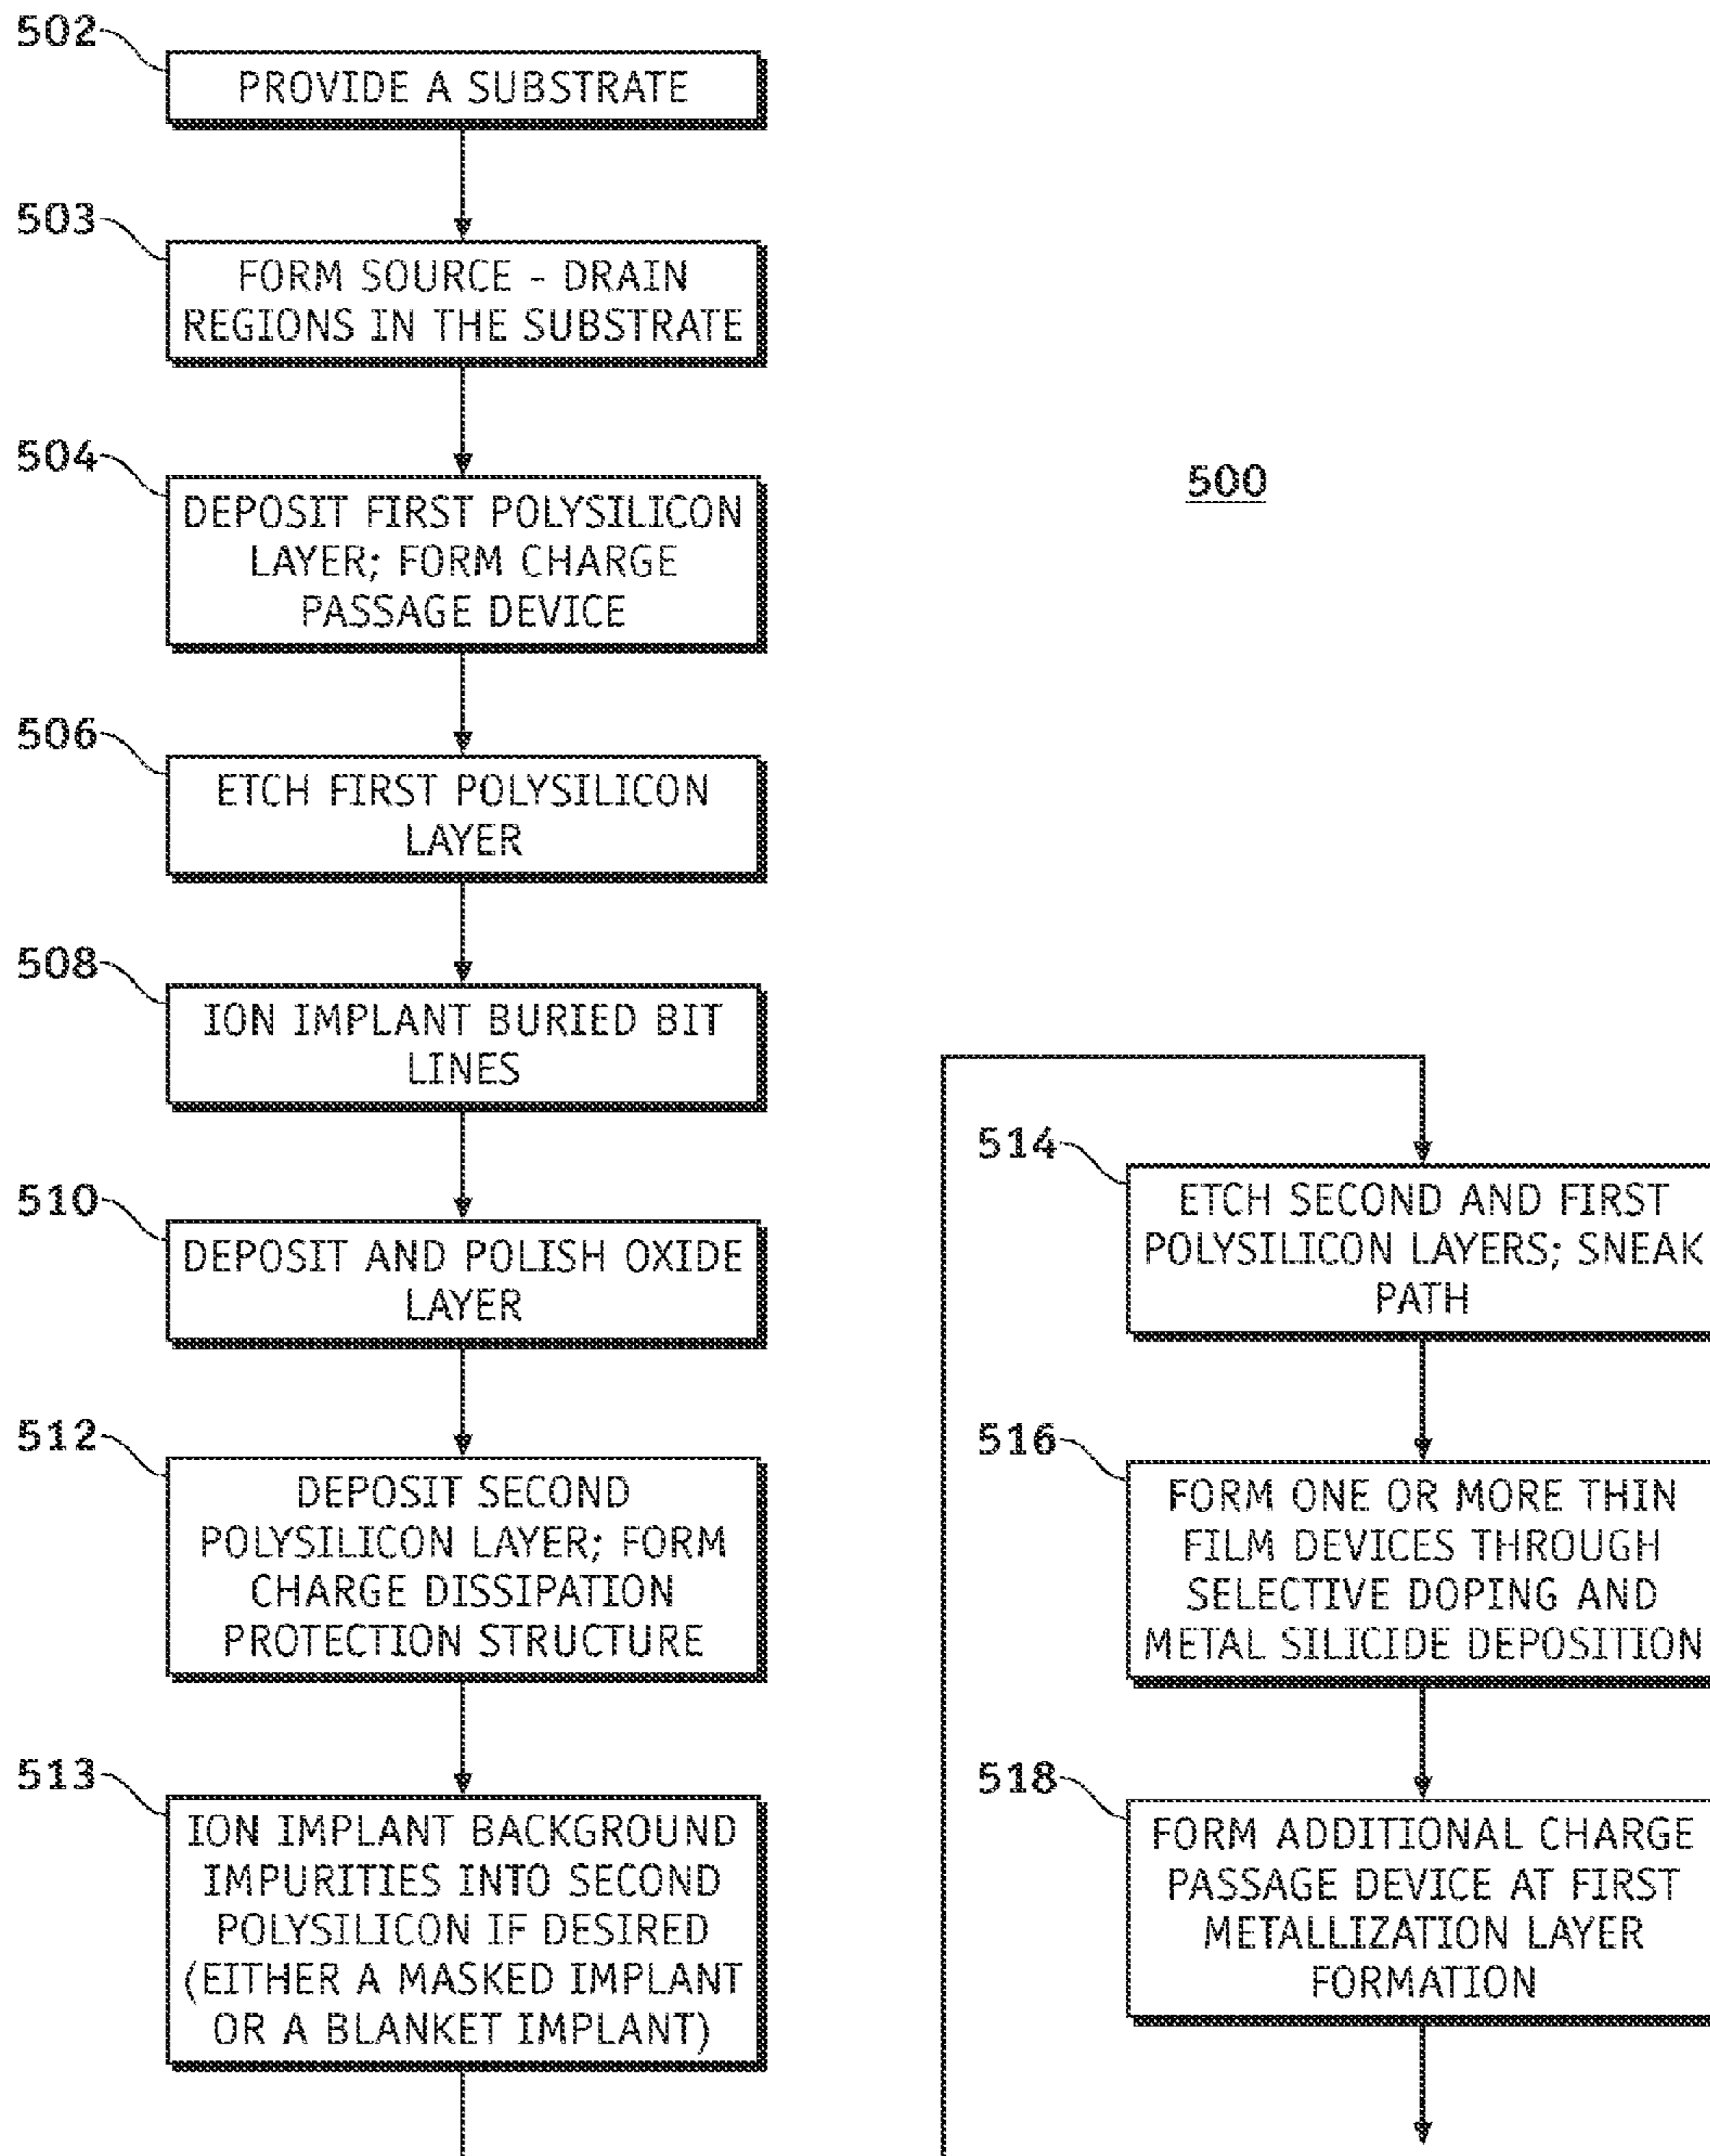 502
PROVIDE A SUBSTRATE
503
FORM SOURCE - DRAIN
REGIONS IN THE SUBSTRATE
504
DEPOSIT FIRST POLYSILICON
LAYER; FORM CHARGE
PASSAGE DEVICE
500
506
ETCH FIRST POLYSILICON
LAYER
508
ION IMPLANT BURIED BIT
LINES
510
DEPOSIT AND POLISH OXIDE
LAYER
512
DEPOSIT SECOND
POLYSILICON LAYER; FORM
CHARGE DISSIPATION
PROTECTION STRUCTURE
513
ION IMPLANT BACKGROUND
IMPURITIES INTO SECOND
POLYSILICON IF DESIRED
(EITHER A MASKED IMPLANT
OR A BLANKET IMPLANT)
514
ETCH SECOND AND FIRST
POLYSILICON LAYERS; SNEAK
PATH
516
FORM ONE OR MORE THIN
FILM DEVICES THROUGH
SELECTIVE DOPING AND
METAL SILICIDE DEPOSITION
518
FORM ADDITIONAL CHARGE
PASSAGE DEVICE AT FIRST
METALLIZATION LAYER
FORMATION